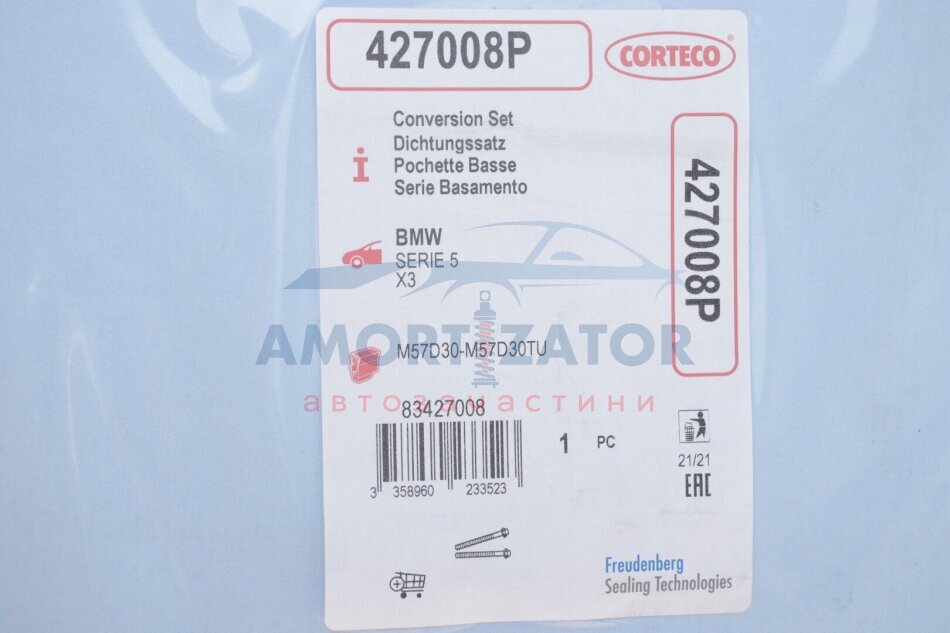 427008P
CORTECO®
Conversion Set
Dichtungssatz
Pochette Basse
Serie Basamento
427008P
BMW
SERIE 5
X3
AMORTIZATOR
M57D30-M57D30TU
автозапчастини
83427008
1 PC
21/21
EAC
3 358960 233523
Freudenberg
Sealing Technologies